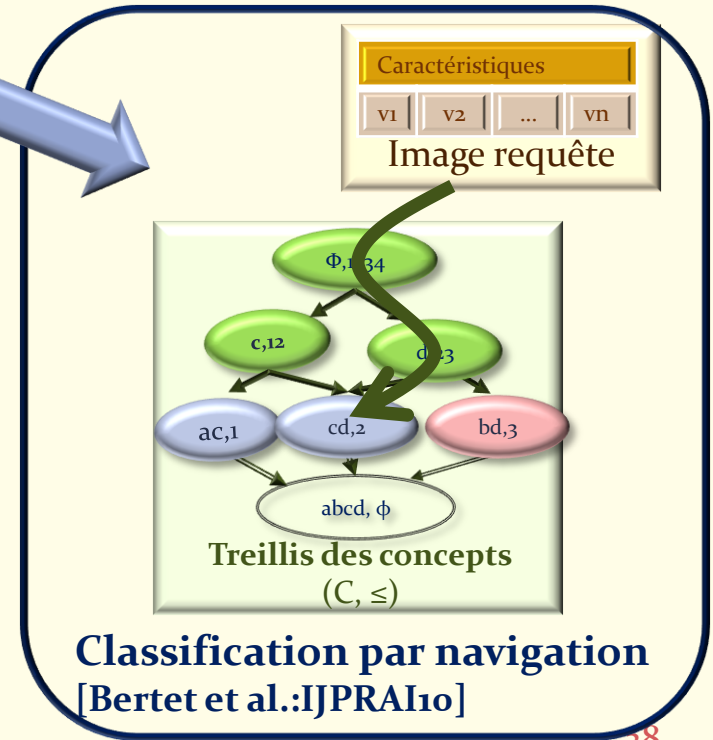 Caractéristiques
v1 v2 ... vn
Image requête
c,12
ac,1 cd,2 bd,3
abcd, ϕ
Treillis des concepts
(C, ≤)
Classification par navigation
[Bertet et al.:IJPRAI10]